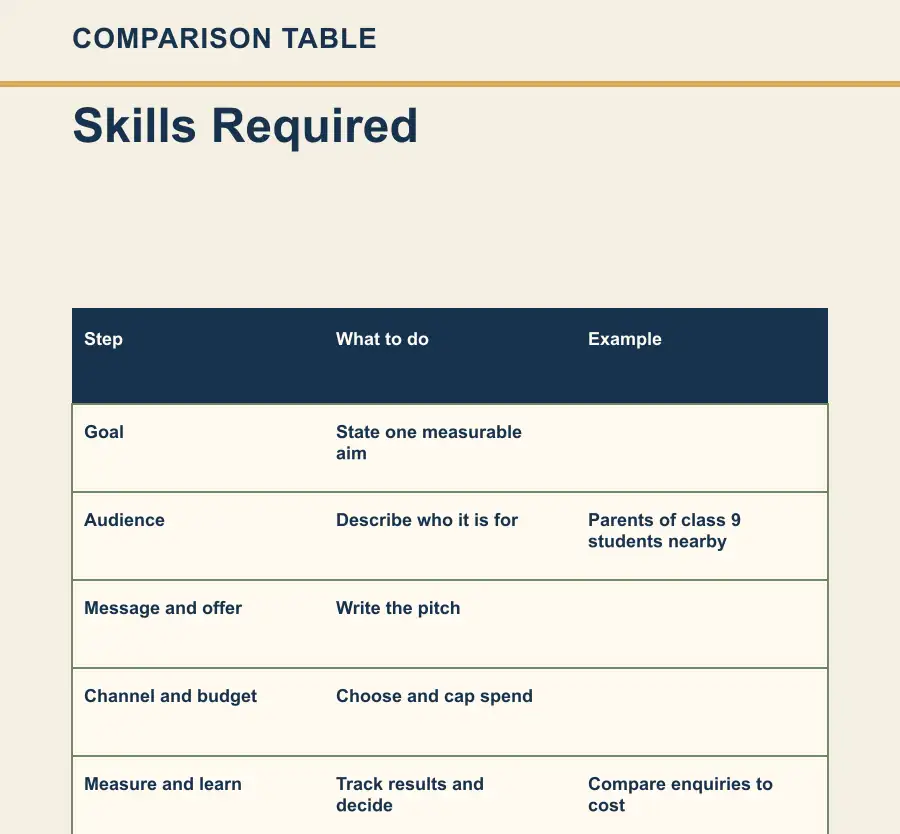 COMPARISON TABLE
Skills Required
Step What to do Example
Goal State one measurable
aim
Audience Describe who it is for Parents of class 9
students nearby
Message and offer Write the pitch
Channel and budget Choose and cap spend
Measure and learn Track results and Compare enquiries to
decide cost